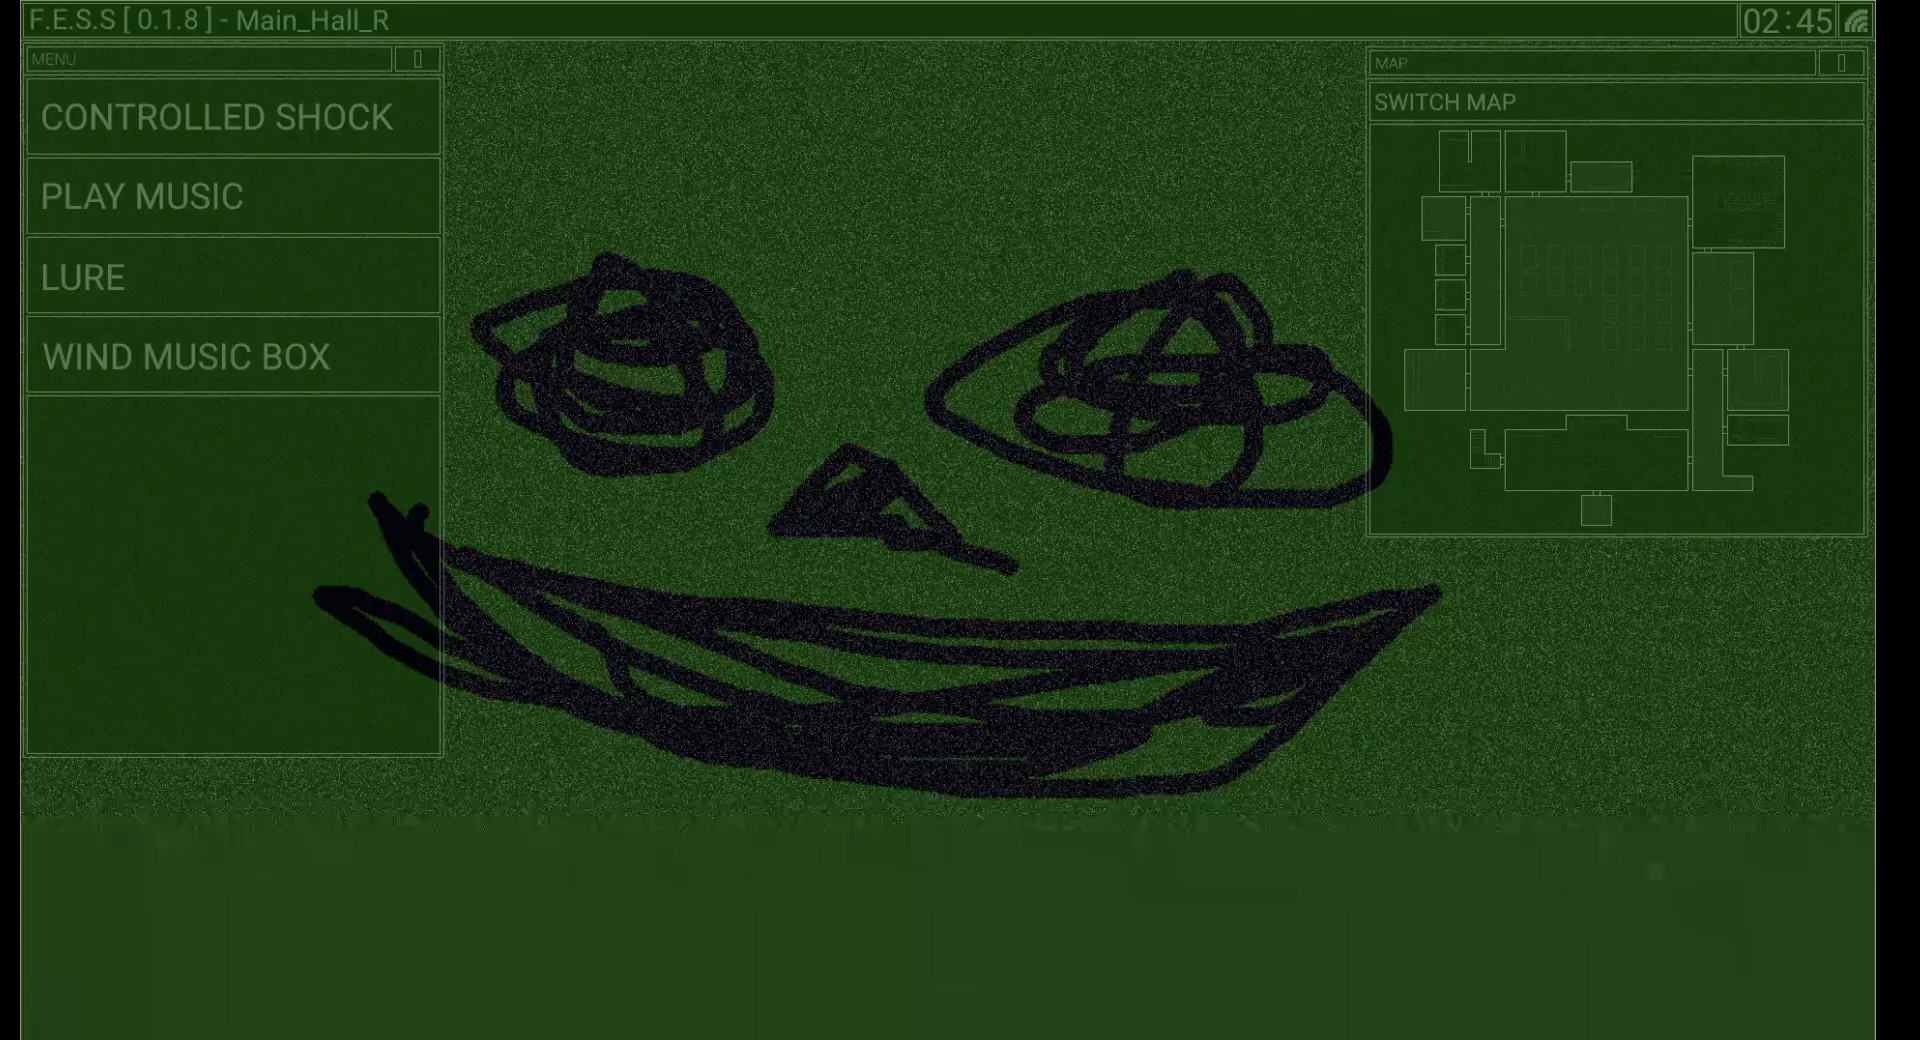 F.E.S.S [ 0.1.8 ] - Main_Hall_R
02:45
MENU
CONTROLLED SHOCK
PLAY MUSIC
LURE
WIND MUSIC BOX
MAP
SWITCH MAP